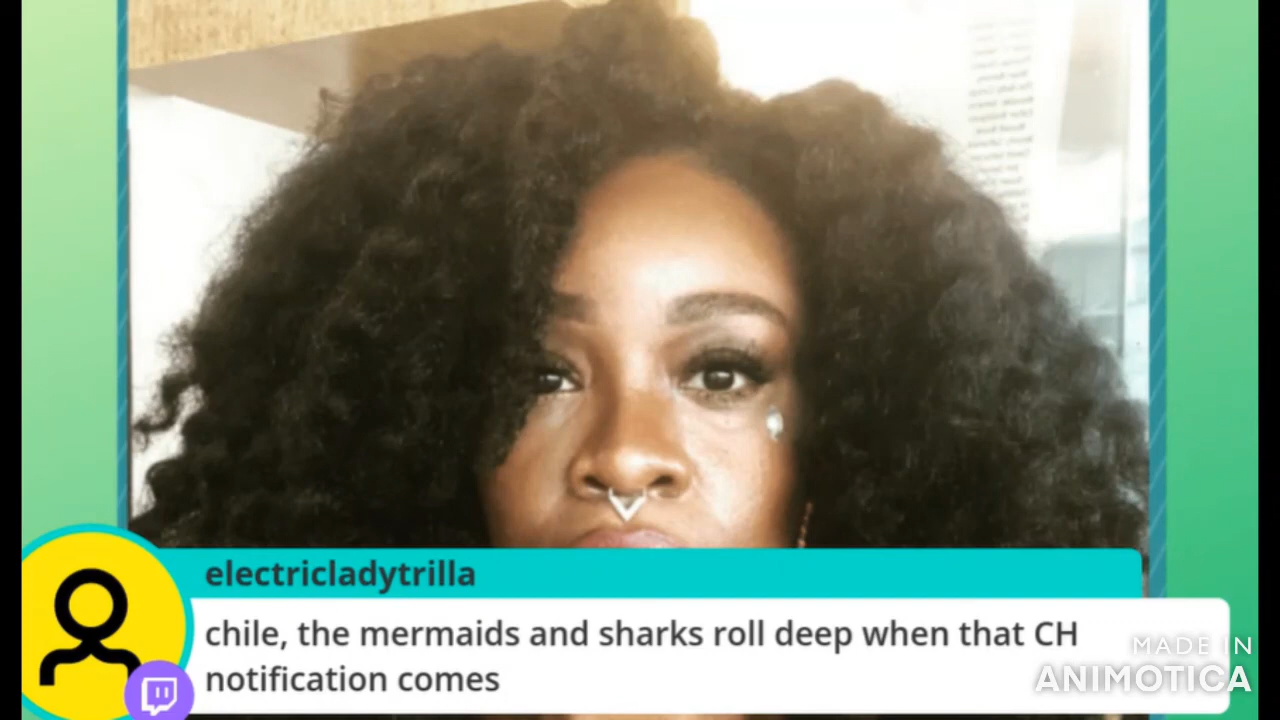 electricladytrilla
chile, the mermaids and sharks roll deep when that CH
notification comes
MADE IN
ANIMOTICA